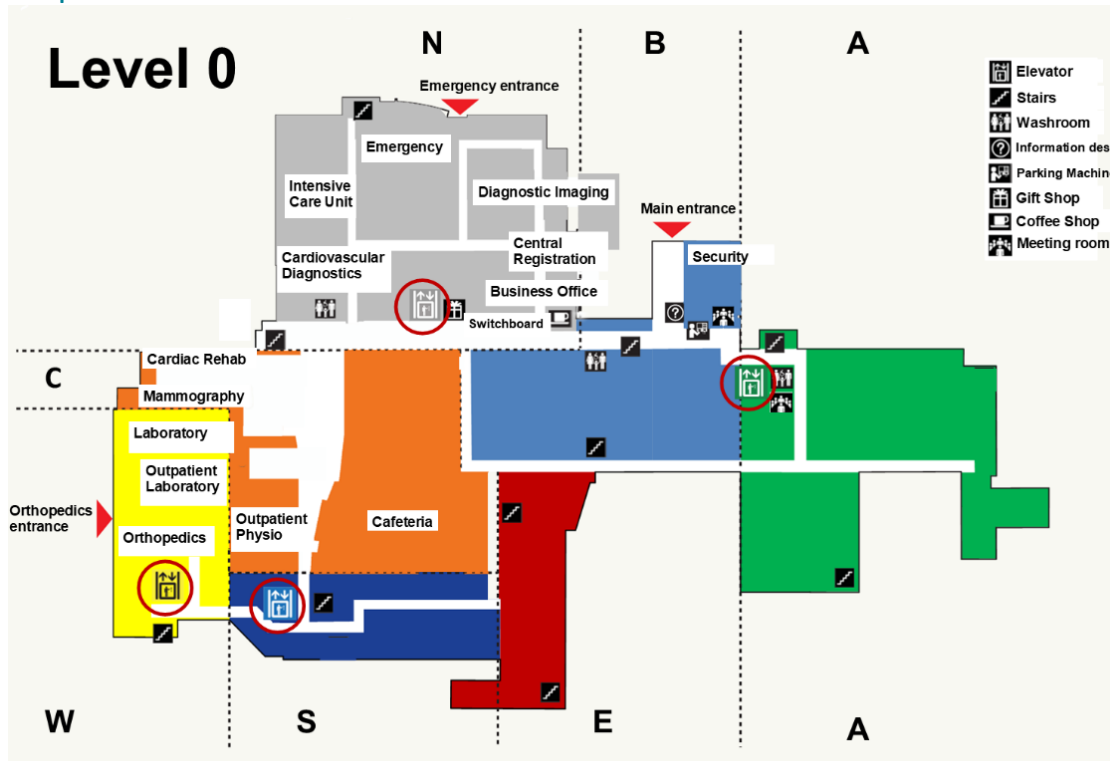 N
B
A
Level 0
Emergency entrance
Elevator
Stairs
Washroom
Information des
Parking Machin
Gift Shop
Coffee Shop
Meeting room
Emergency
Intensive
Care Unit
Diagnostic Imaging
Main entrance
Central
Registration
Security
Cardiovascular
Diagnostics
Business Office
Switchboard
C
Cardiac Rehab
Mammography
Laboratory
Outpatient
Laboratory
Orthopedics
entrance
Outpatient
Physio
Cafeteria
Orthopedics
W
S
E
A